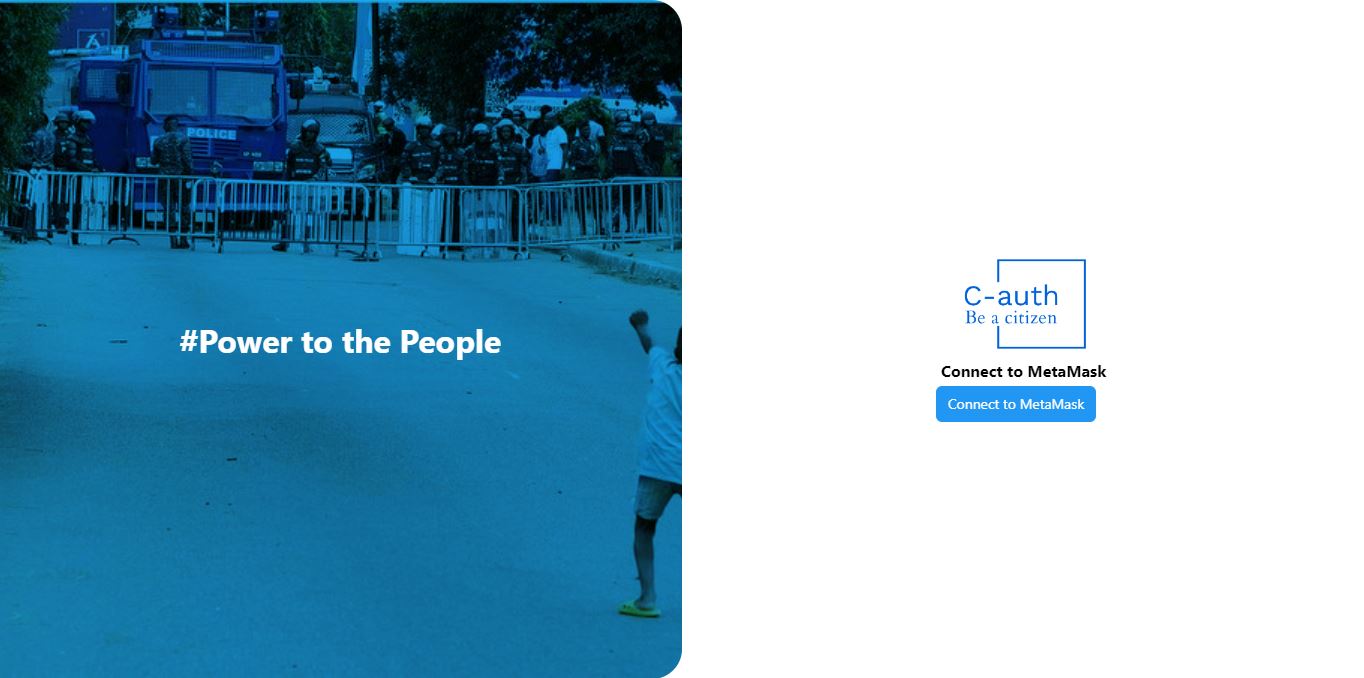 POLICE
#Power to the People
C-auth
Be a citizen
Connect to MetaMask
Connect to MetaMask